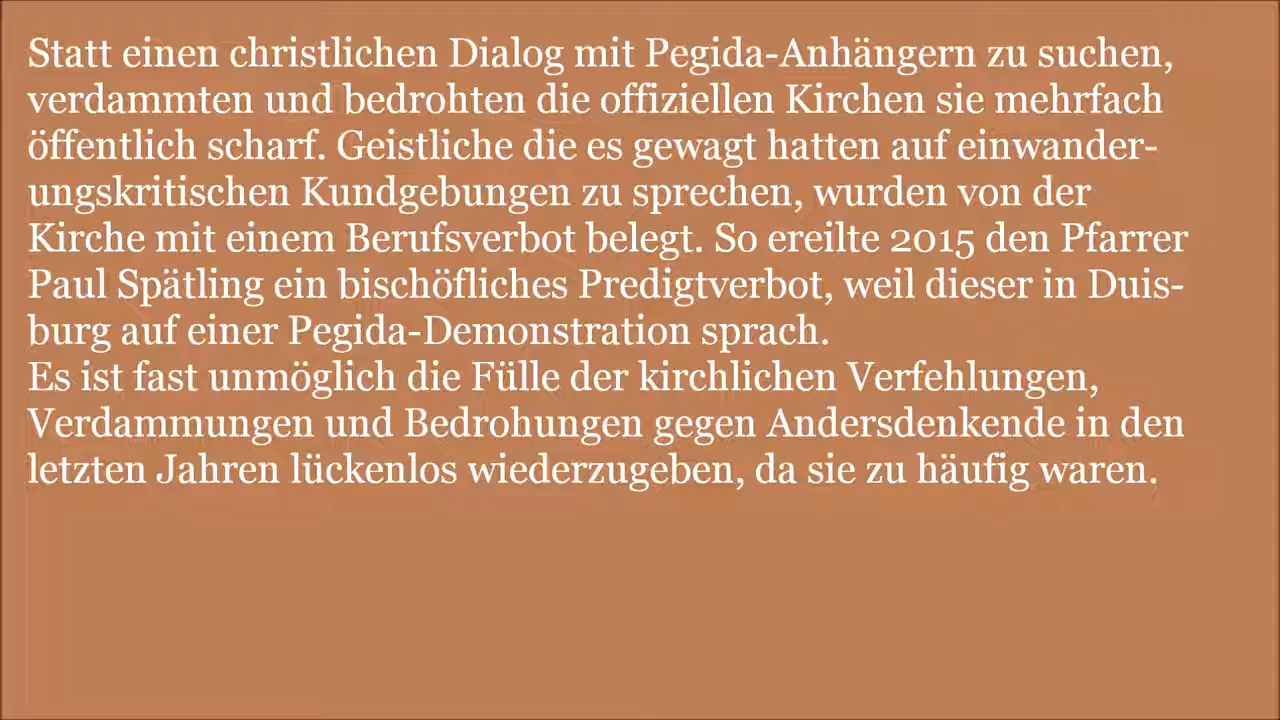 Statt einen christlichen Dialog mit Pegida-Anhängern zu suchen,
verdammten und bedrohten die offiziellen Kirchen sie mehrfach
öffentlich scharf. Geistliche die es gewagt hatten auf einwander-
ungskritischen Kundgebungen zu sprechen, wurden von der
Kirche mit einem Berufsverbot belegt. So ereilte 2015 den Pfarrer
Paul Spätling ein bischöfliches Predigtverbot, weil dieser in Duis-
burg auf einer Pegida-Demonstration sprach.
Es ist fast unmöglich die Fülle der kirchlichen Verfehlungen,
Verdammungen und Bedrohungen gegen Andersdenkende in den
letzten Jahren lückenlos wiederzugeben, da sie zu häufig waren.